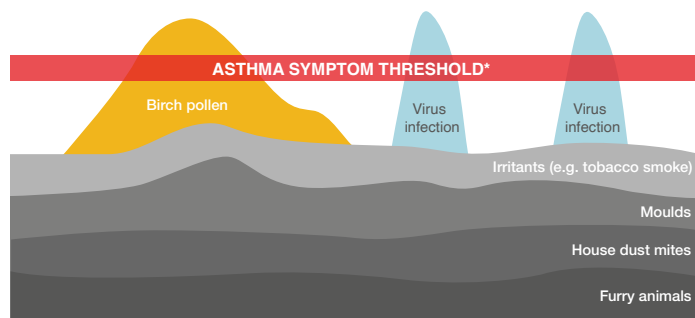 ASTHMA SYMPTOM THRESHOLD*
Birch pollen
Virus
infection
Virus
infection
Irritants (e.g. tobacco smoke)
Moulds
House dust mites
Furry animals